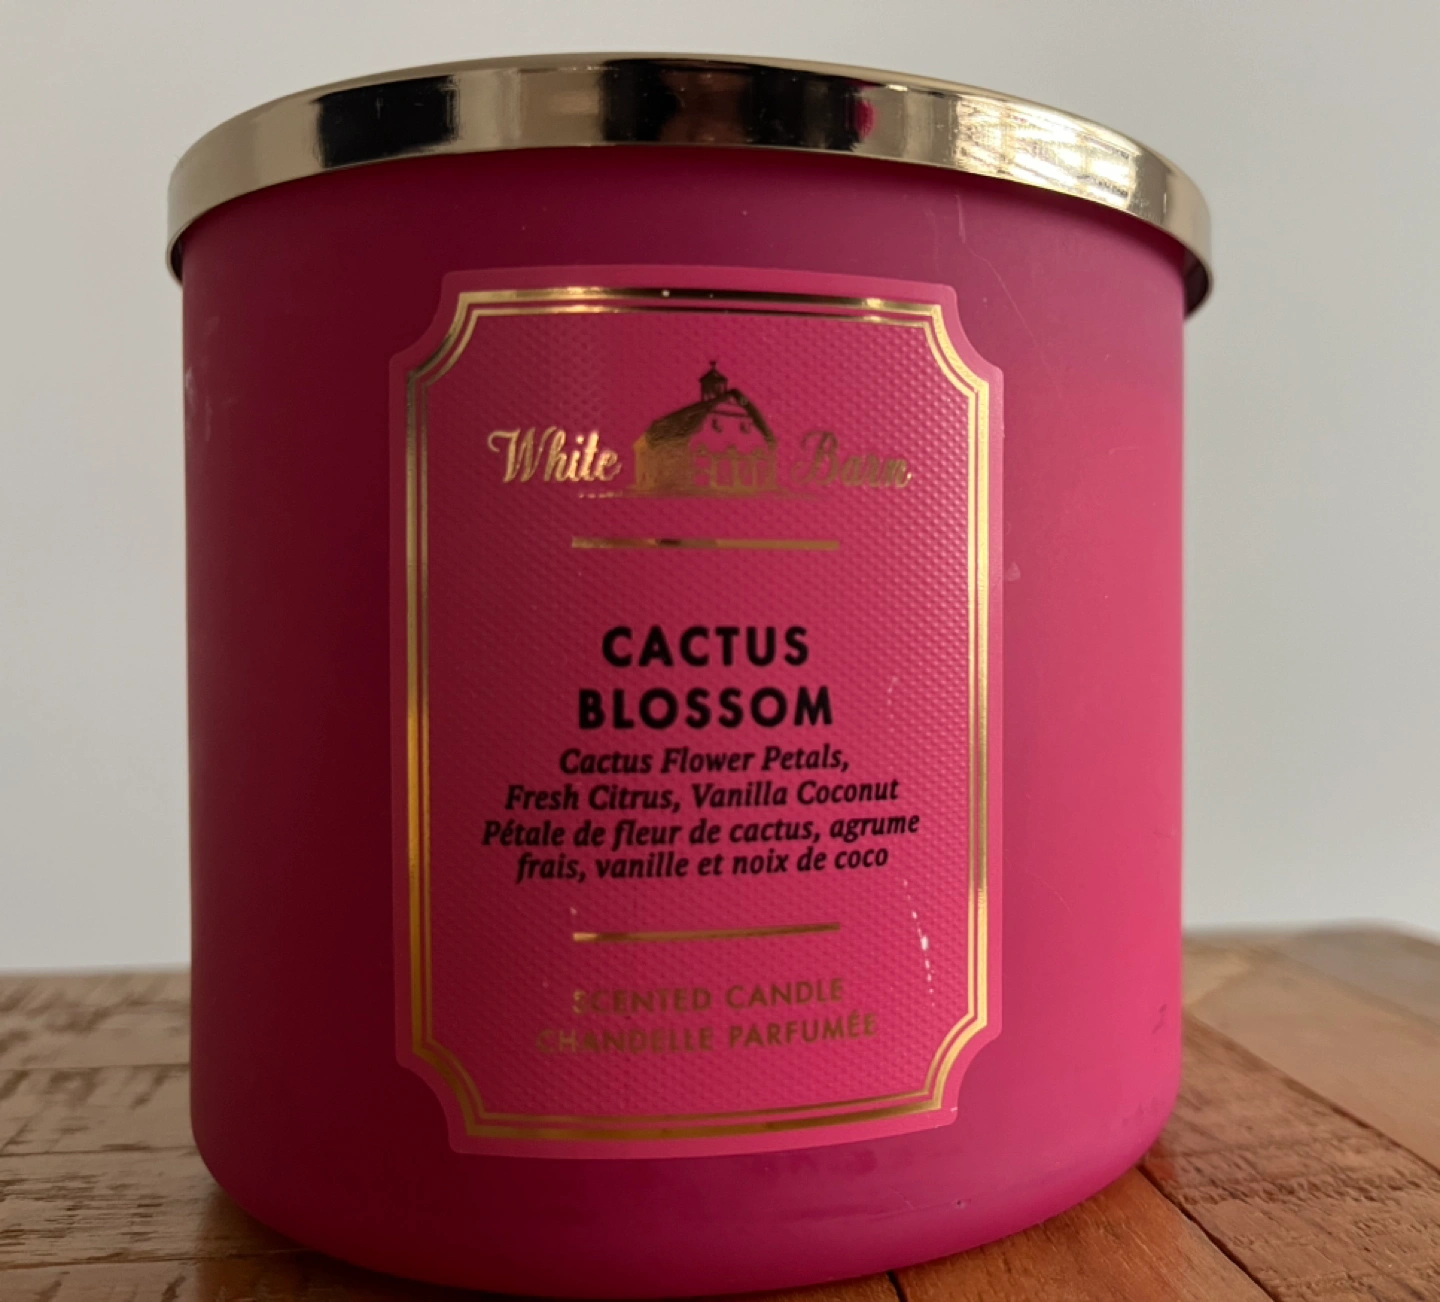 White Barn
CACTUS
BLOSSOM
Cactus Flower Petals,
Fresh Citrus, Vanilla Coconut
Pétale de fleur de cactus, agrume
frais, vanille et noix de coco
SCENTED CANDLE
CHANDELLE PARFUMÉE